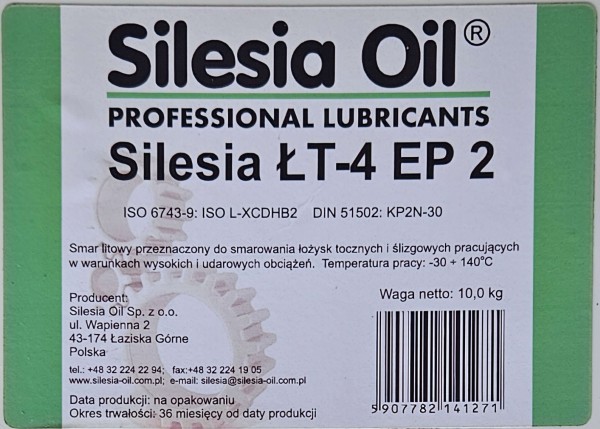 Silesia Oil®
PROFESSIONAL LUBRICANTS
Silesia ŁT-4 EP 2
ISO 6743-9: ISO L-XCDHB2 DIN 51502: KP2N-30
Smar litowy przeznaczony do smarowania łożysk tocznych i ślizgowych pracujących
w warunkach wysokich i udarowych obciążeń. Temperatura pracy: -30 ÷ 140°C
Producent:
Silesia Oil Sp. z o.o.
ul. Wapienna 2
43-174 Łaziska Górne
Polska
Waga netto: 10,0 kg
tel.: +48 32 224 22 94; fax:+48 32 224 19 05
www.silesia-oil.com.pl; e-mail: silesia@silesia-oil.com.pl
Data produkcji: na opakowaniu
Okres trwałości: 36 miesięcy od daty produkcji
5 907782 141271